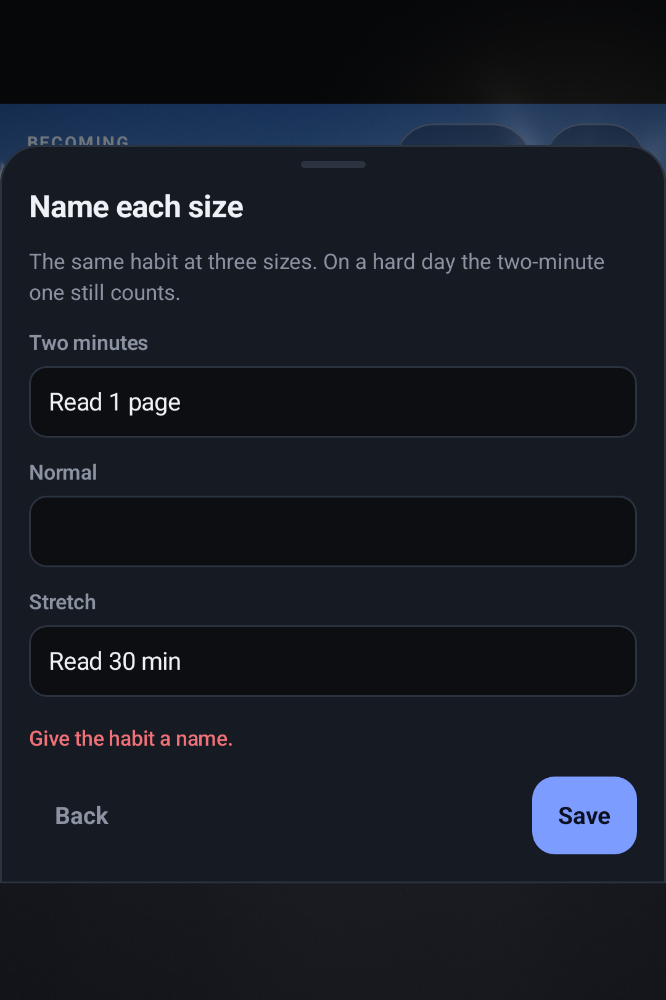 BECOMING
Name each size
The same habit at three sizes. On a hard day the two-minute
one still counts.
Two minutes
Read 1 page
Normal
Stretch
Read 30 min
Give the habit a name.
Back
Save